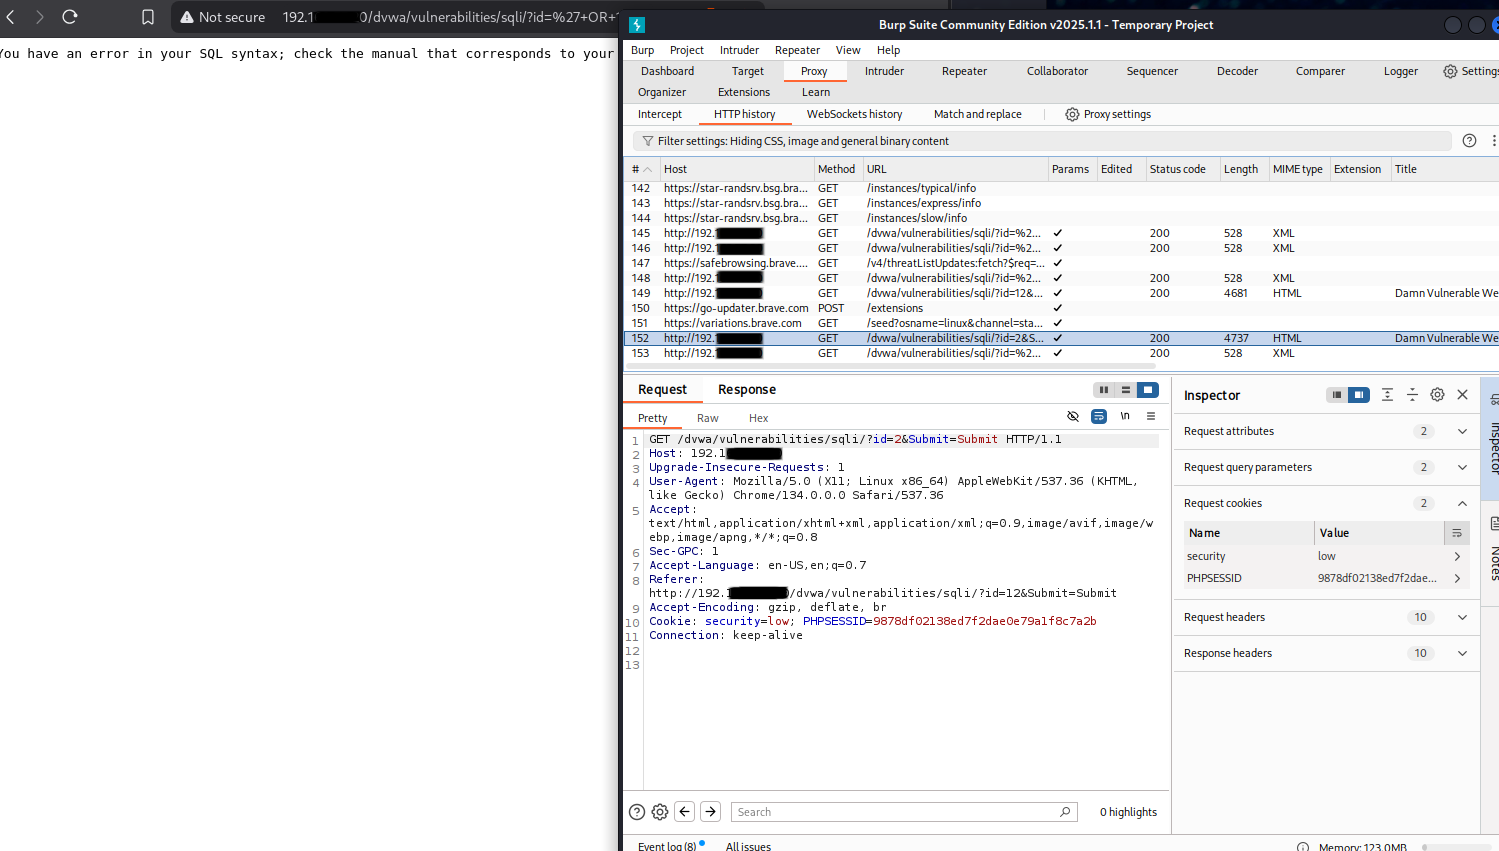 Not secure 192.1 0/dvwa/vulnerabilities/sqli/?id=%27+OR+
You have an error in your SQL syntax; check the manual that corresponds to your
Burp Suite Community Edition v2025.1.1 - Temporary Project
Burp Project Intruder Repeater View Help
Dashboard Target Proxy Intruder Repeater Collaborator Sequencer Decoder Comparer Logger Settings
Organizer Extensions Learn
Intercept HTTP history WebSockets history Match and replace Proxy settings
Filter settings: Hiding CSS, image and general binary content
# Host Method URL Params Edited Status code Length MIME type Extension Title
142 https://star-randsrv.bsg.bra... GET /instances/typical/info
143 https://star-randsrv.bsg.bra... GET /instances/express/info
144 https://star-randsrv.bsg.bra... GET /instances/slow/info
145 http://192. GET /dvwa/vulnerabilities/sqli/?id=%2... ✓ 200 528 XML
146 http://192. GET /dvwa/vulnerabilities/sqli/?id=%2... ✓ 200 528 XML
147 https://safebrowsing.brave.... GET /v4/threatListUpdates:fetch?$req=... ✓
148 http://192. GET /dvwa/vulnerabilities/sqli/?id=%2... ✓ 200 528 XML
149 http://192. GET /dvwa/vulnerabilities/sqli/?id=12&... ✓ 200 4681 HTML Damn Vulnerable We
150 https://go-updater.brave.com POST /extensions ✓
151 https://variations.brave.com GET /seed?osname=linux&channel=sta... ✓
152 http://192. GET /dvwa/vulnerabilities/sqli/?id=2&S... ✓ 200 4737 HTML Damn Vulnerable We
153 http://192. GET /dvwa/vulnerabilities/sqli/?id=%2... ✓ 200 528 XML
Request Response
Pretty Raw Hex \n
1 GET /dvwa/vulnerabilities/sqli/?id=2&Submit=Submit HTTP/1.1
2 Host: 192.1
3 Upgrade-Insecure-Requests: 1
4 User-Agent: Mozilla/5.0 (X11; Linux x86_64) AppleWebKit/537.36 (KHTML,
like Gecko) Chrome/134.0.0.0 Safari/537.36
5 Accept:
text/html,application/xhtml+xml,application/xml;q=0.9,image/avif,image/w
ebp,image/apng,*/*;q=0.8
6 Sec-GPC: 1
7 Accept-Language: en-US,en;q=0.7
8 Referer:
http://192.1 /dvwa/vulnerabilities/sqli/?id=12&Submit=Submit
9 Accept-Encoding: gzip, deflate, br
10 Cookie: security=low; PHPSESSID=9878df02138ed7f2dae0e79a1f8c7a2b
11 Connection: keep-alive
12
13
Search 0 highlights
Inspector
Request attributes 2
Request query parameters 2
Request cookies 2
Name Value
security low
PHPSESSID 9878df02138ed7f2dae...
Request headers 10
Response headers 10
Inspector
Notes
Event log (8) All issues Memory: 123.0MB